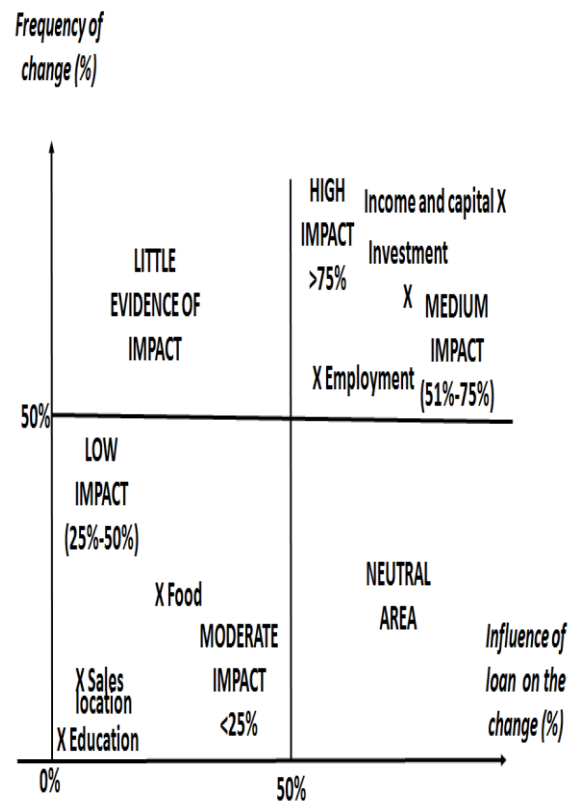 Frequency of
change (%)
HIGH
IMPACT
>75%
Income and capital X
Investment
X
LITTLE
EVIDENCE OF
IMPACT
MEDIUM
IMPACT
(51%-75%)
X Employment
50%
LOW
IMPACT
(25%-50%)
X Food
NEUTRAL
AREA
MODERATE
IMPACT
<25%
X Sales
location
X Education
Influence of
loan on the
change (%)
0%
50%